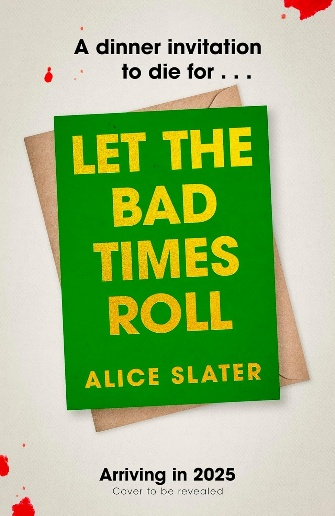 A dinner invitation
to die for . . .
LET THE
BAD
TIMES
ROLL
ALICE SLATER
Arriving in 2025
Cover to be revealed